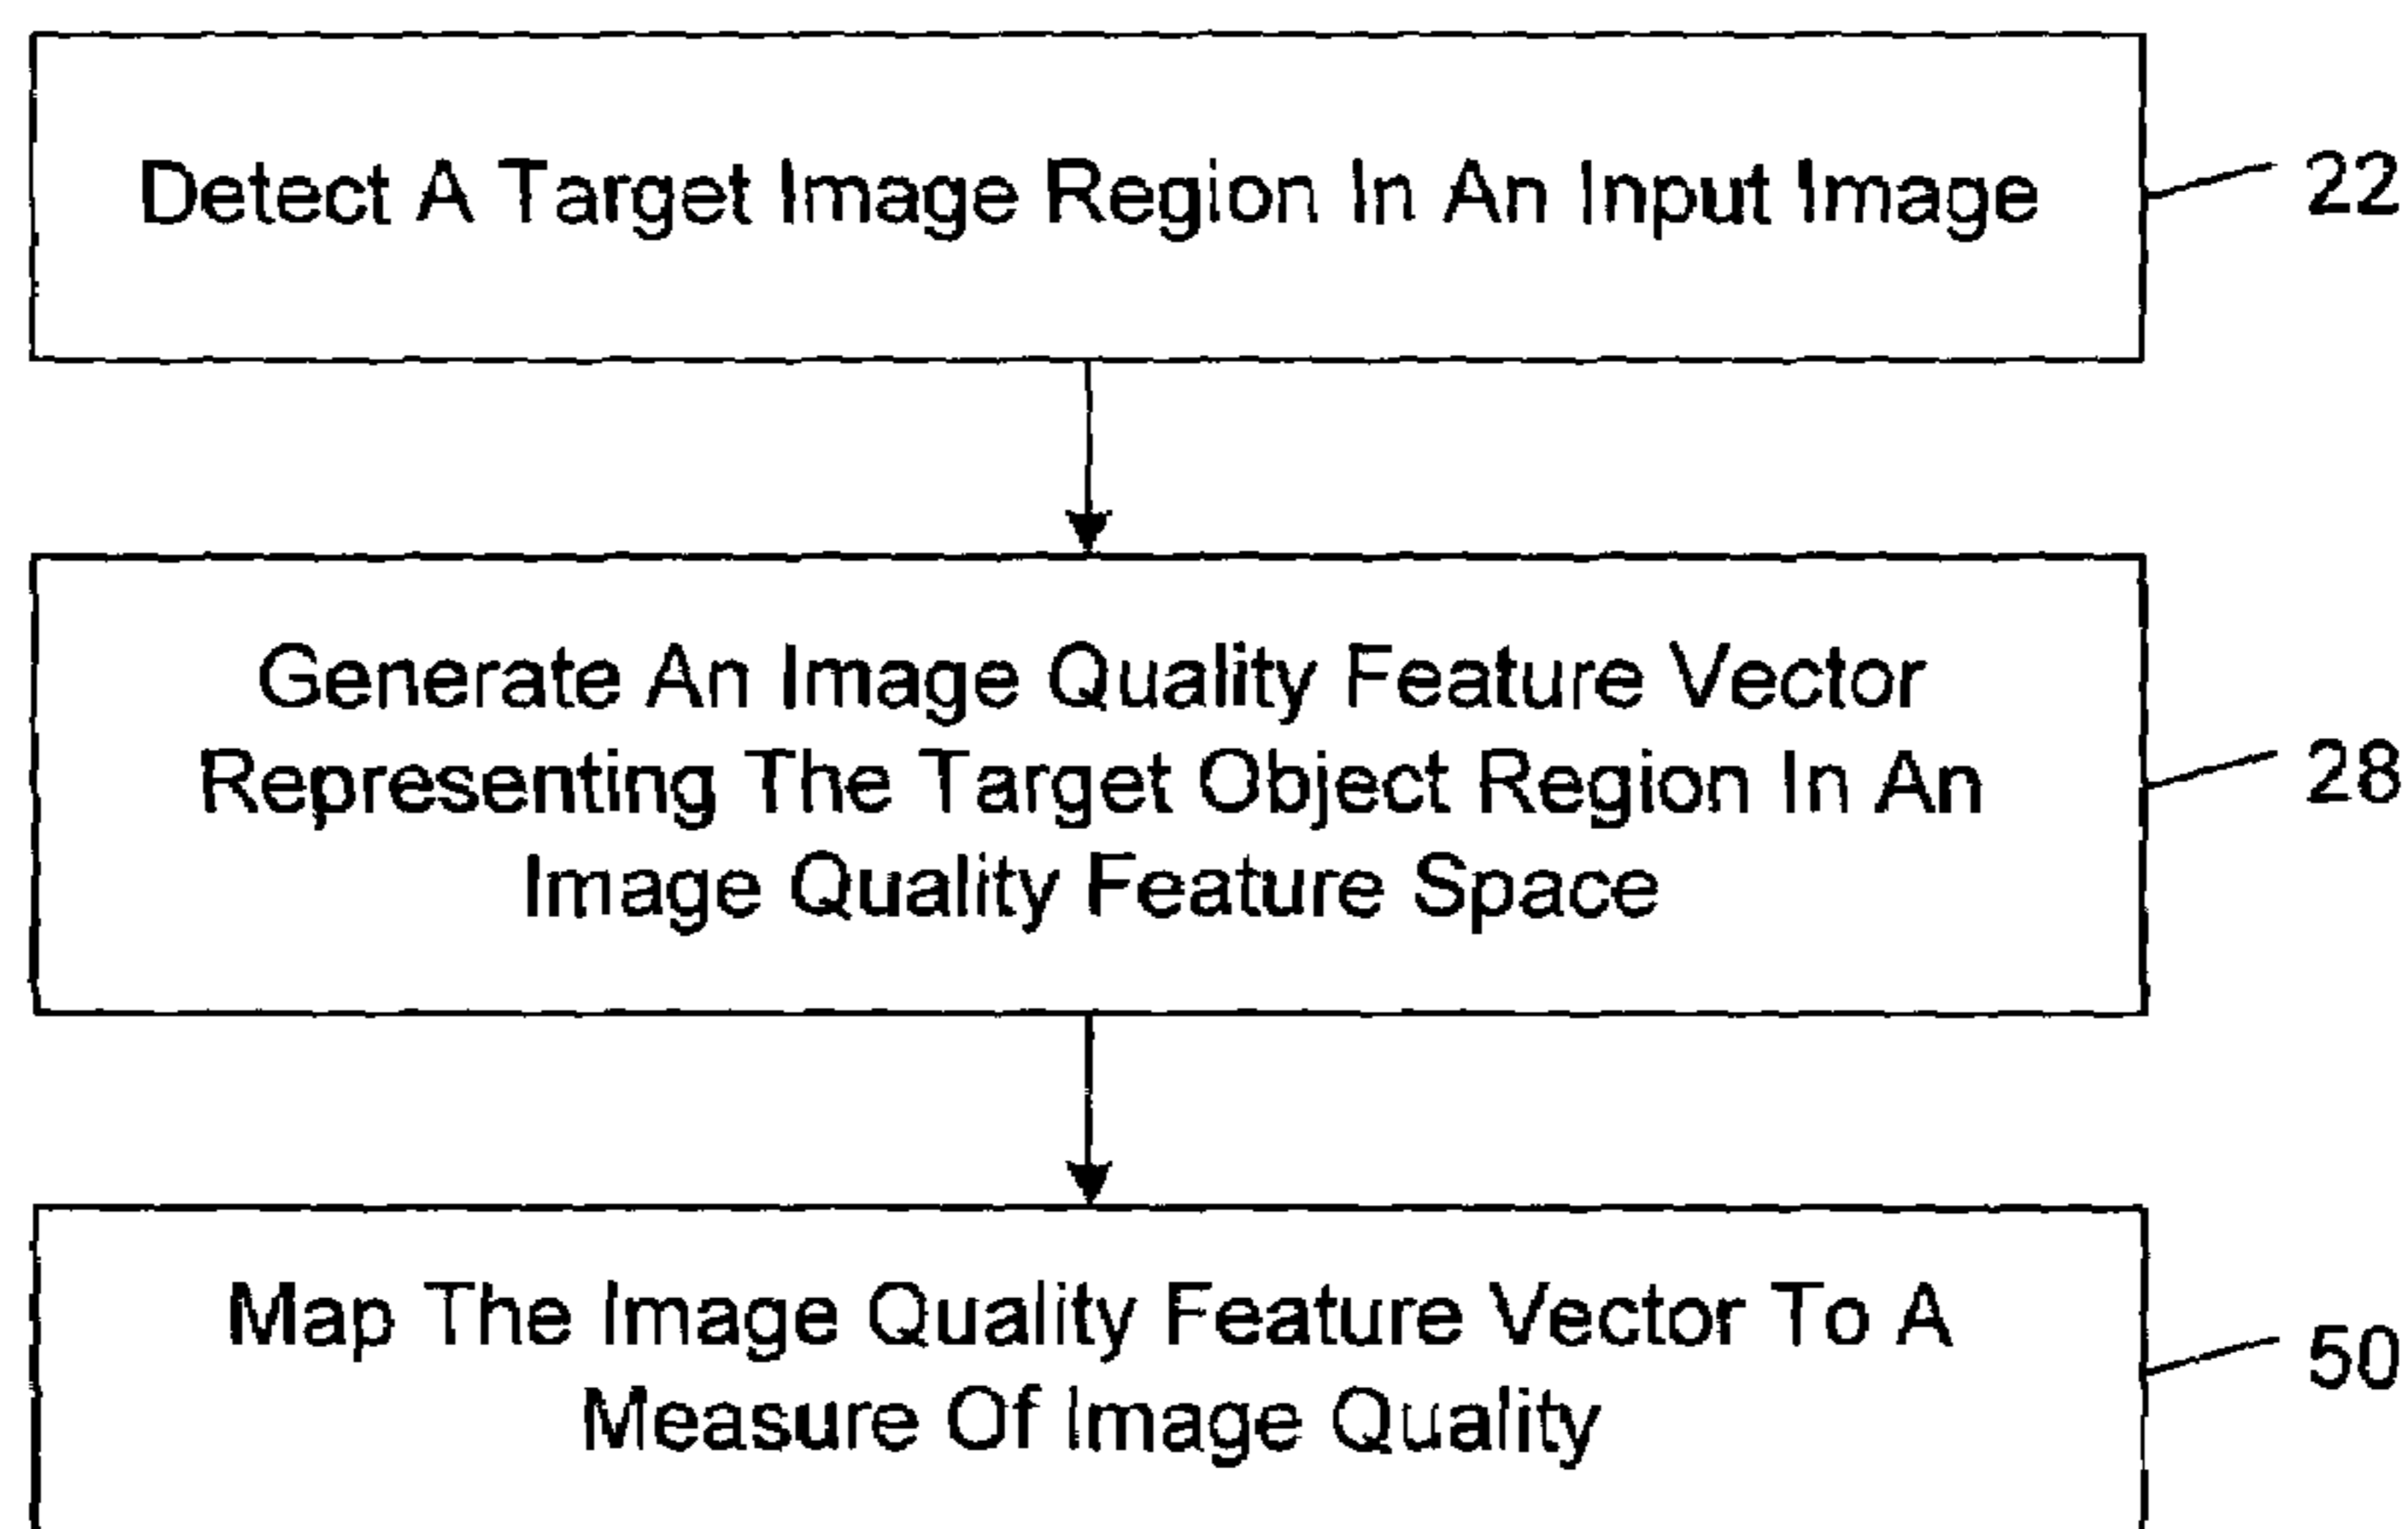 Detect A Target Image Region In An Input Image
22
Generate An Image Quality Feature Vector
Representing The Target Object Region In An
28
Image Quality Feature Space
Map The Image Quality Feature Vector To A
50
Measure Of Image Quality